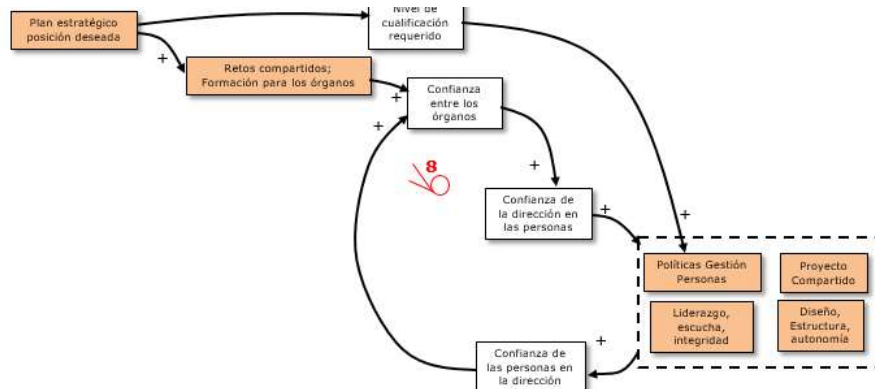 Plan estratégico
posición deseada
Nivel de
cualificación
requerido
+
Retos compartidos;
Formación para los órganos
+
Confianza
entre los
órganos
+
8
+
Confianza de
la dirección en
las personas
+
+
Políticas Gestión
Personas
Proyecto
Compartido
Liderazgo,
escucha,
integridad
Diseño,
Estructura,
autonomía
+
Confianza de
las personas en
la dirección